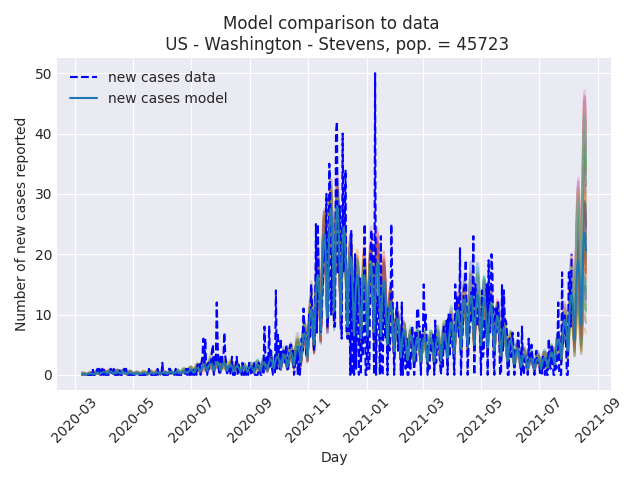 Model comparison to data
US - Washington - Stevens, pop. = 45723
new cases data
new cases model
Number of new cases reported
50
40
30
20
10
0
2020-03
2020-05
2020-07
2020-09
2020-11
2021-01
2021-03
2021-05
2021-07
2021-09
Day